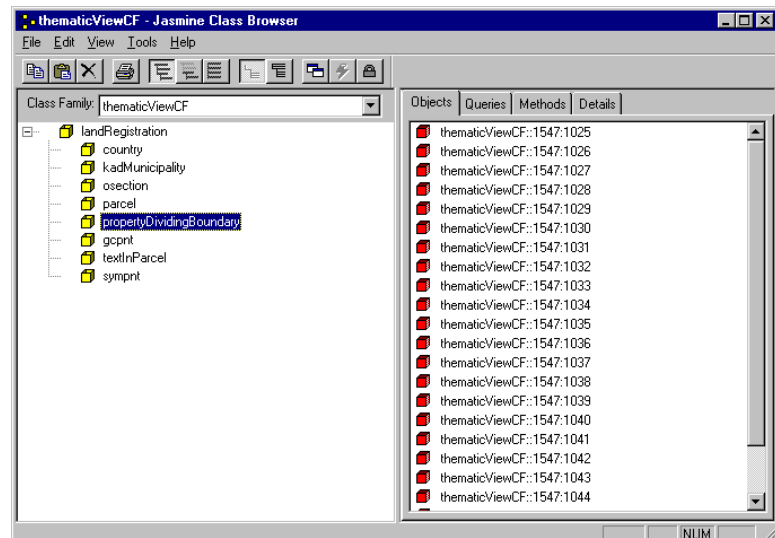 thematicViewCF - Jasmine Class Browser
File Edit View Tools Help
Class Family: thematicViewCF
landRegistration
country
kadMunicipality
osection
parcel
propertyDividingBoundary
gcpnt
textInParcel
sympnt
Objects Queries Methods Details
thematicViewCF::1547:1025
thematicViewCF::1547:1026
thematicViewCF::1547:1027
thematicViewCF::1547:1028
thematicViewCF::1547:1029
thematicViewCF::1547:1030
thematicViewCF::1547:1031
thematicViewCF::1547:1032
thematicViewCF::1547:1033
thematicViewCF::1547:1034
thematicViewCF::1547:1035
thematicViewCF::1547:1036
thematicViewCF::1547:1037
thematicViewCF::1547:1038
thematicViewCF::1547:1039
thematicViewCF::1547:1040
thematicViewCF::1547:1041
thematicViewCF::1547:1042
thematicViewCF::1547:1043
thematicViewCF::1547:1044
NUM